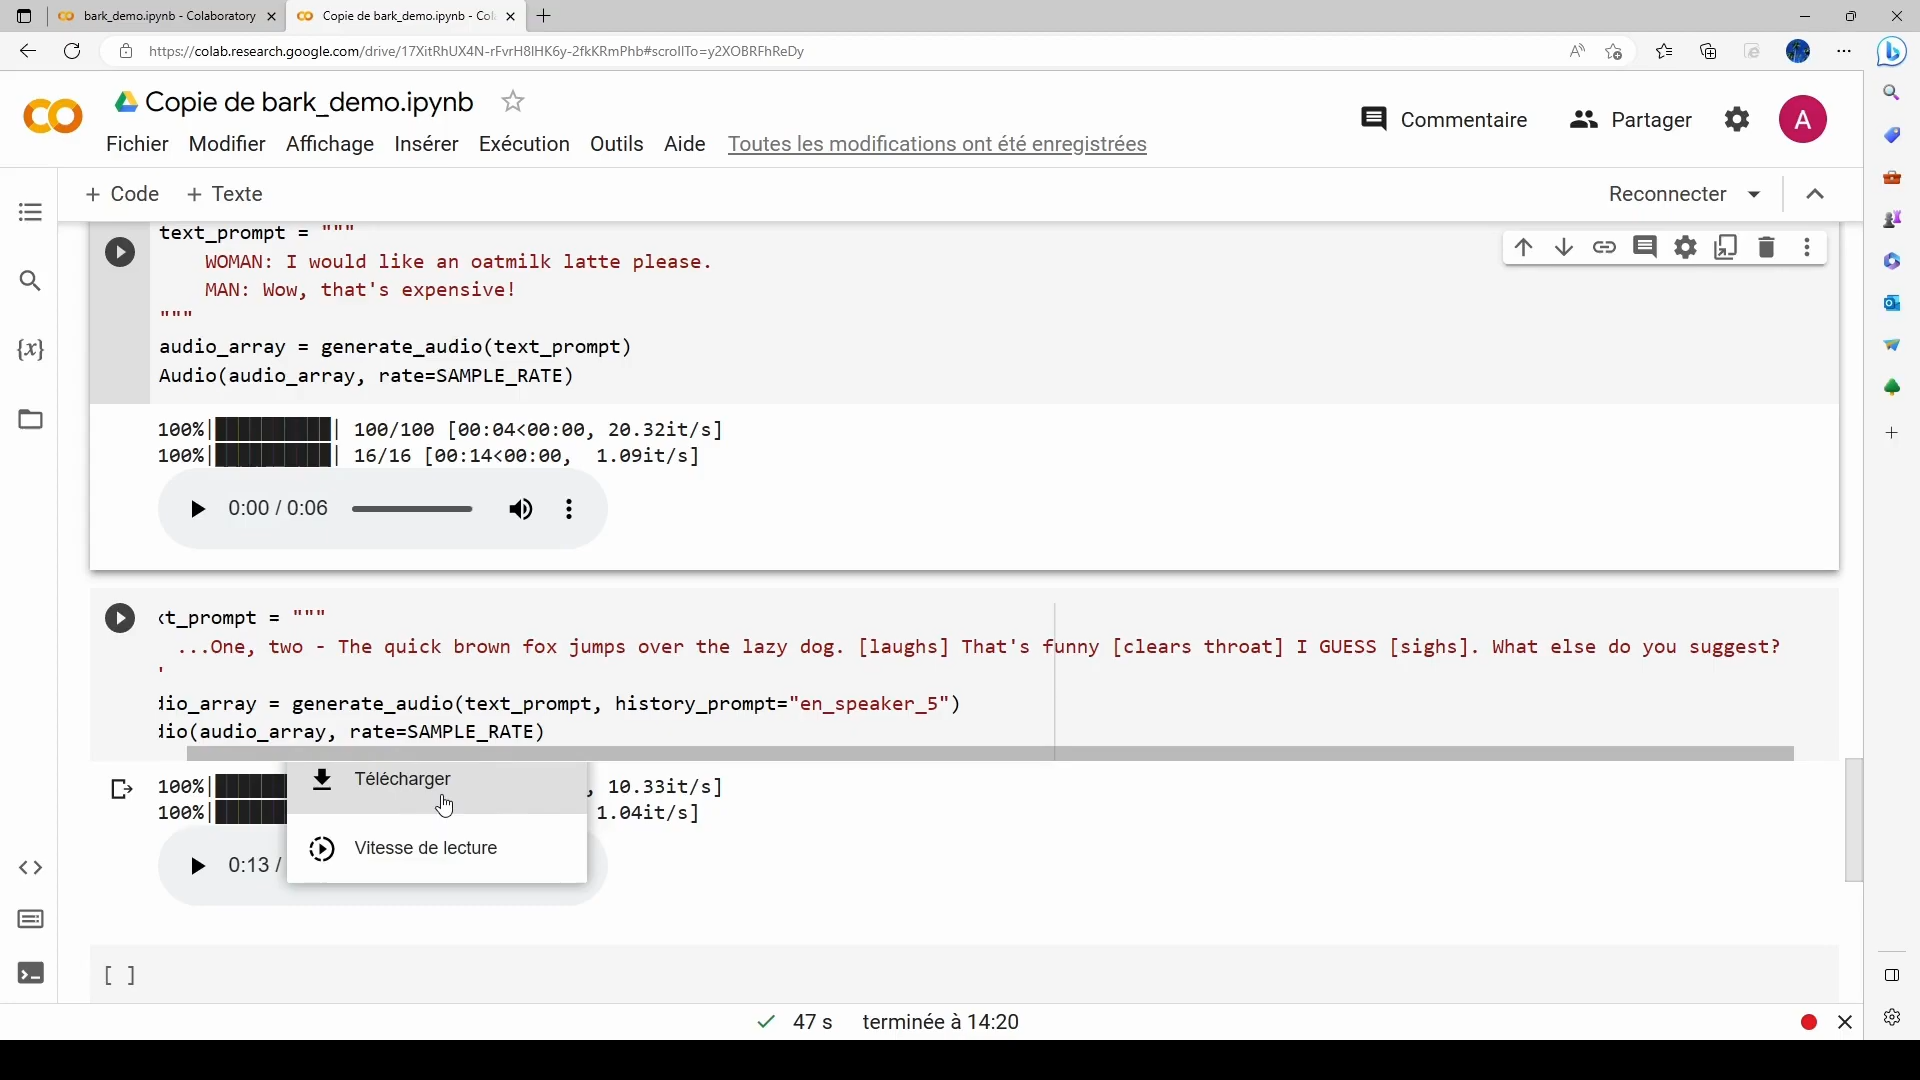 bark_demo.ipynb - Colaboratory
Copie de bark_demo.ipynb - Col
https://colab.research.google.com/drive/17XitRhUX4N-rFvrH8IHK6y-2fkKRmPhb#scrollTo=y2XOBRFhReDy
Copie de bark_demo.ipynb
Commentaire
Partager
A
Fichier Modifier Affichage Insérer Exécution Outils Aide Toutes les modifications ont été enregistrées
+ Code + Texte
Reconnecter
text_prompt = """
WOMAN: I would like an oatmilk latte please.
MAN: Wow, that's expensive!
"""
audio_array = generate_audio(text_prompt)
Audio(audio_array, rate=SAMPLE_RATE)
100%|██████████| 100/100 [00:04<00:00, 20.32it/s]
100%|██████████| 16/16 [00:14<00:00, 1.09it/s]
0:00 / 0:06
xt_prompt = """
...One, two - The quick brown fox jumps over the lazy dog. [laughs] That's funny [clears throat] I GUESS [sighs]. What else do you suggest?
'
dio_array = generate_audio(text_prompt, history_prompt="en_speaker_5")
dio(audio_array, rate=SAMPLE_RATE)
100%|██████ , 10.33it/s]
100%|██████ 1.04it/s]
Télécharger
Vitesse de lecture
0:13 /
[ ]
47 s terminée à 14:20